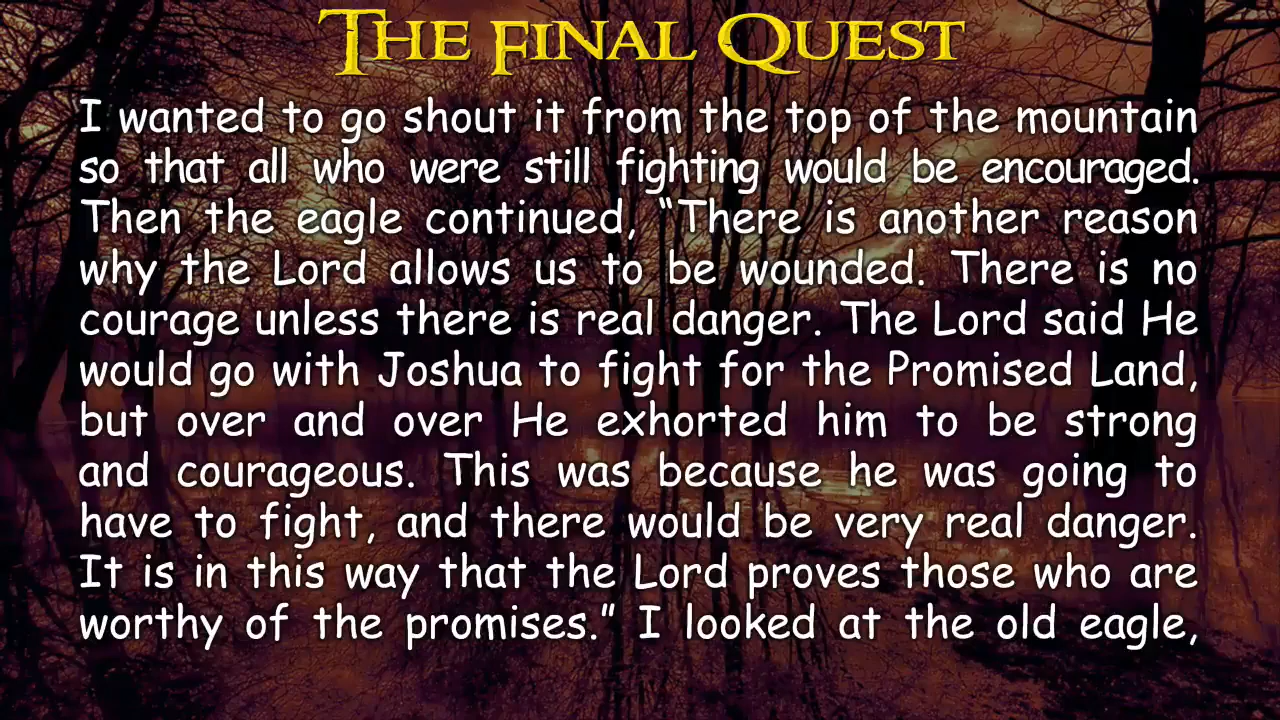 The Final Quest
I wanted to go shout it from the top of the mountain
so that all who were still fighting would be encouraged.
Then the eagle continued, “There is another reason
why the Lord allows us to be wounded. There is no
courage unless there is real danger. The Lord said He
would go with Joshua to fight for the Promised Land,
but over and over He exhorted him to be strong
and courageous. This was because he was going to
have to fight, and there would be very real danger.
It is in this way that the Lord proves those who are
worthy of the promises.” I looked at the old eagle,